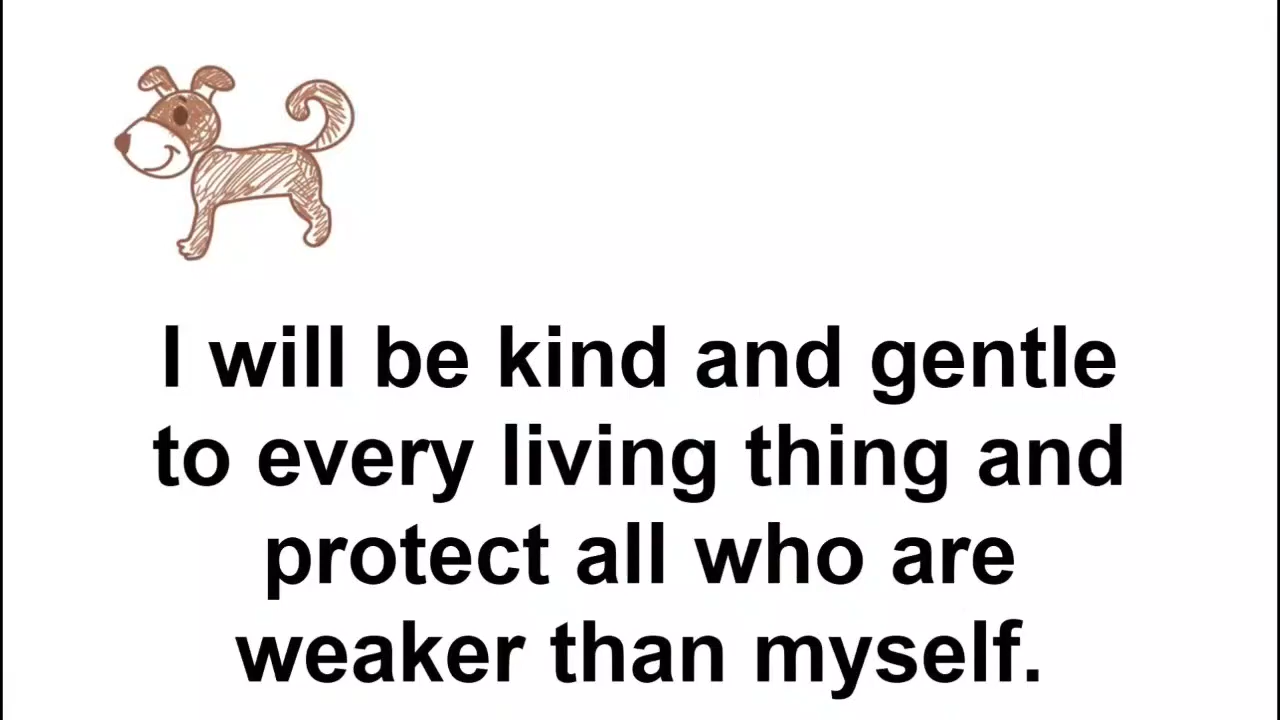 I will be kind and gentle
to every living thing and
protect all who are
weaker than myself.